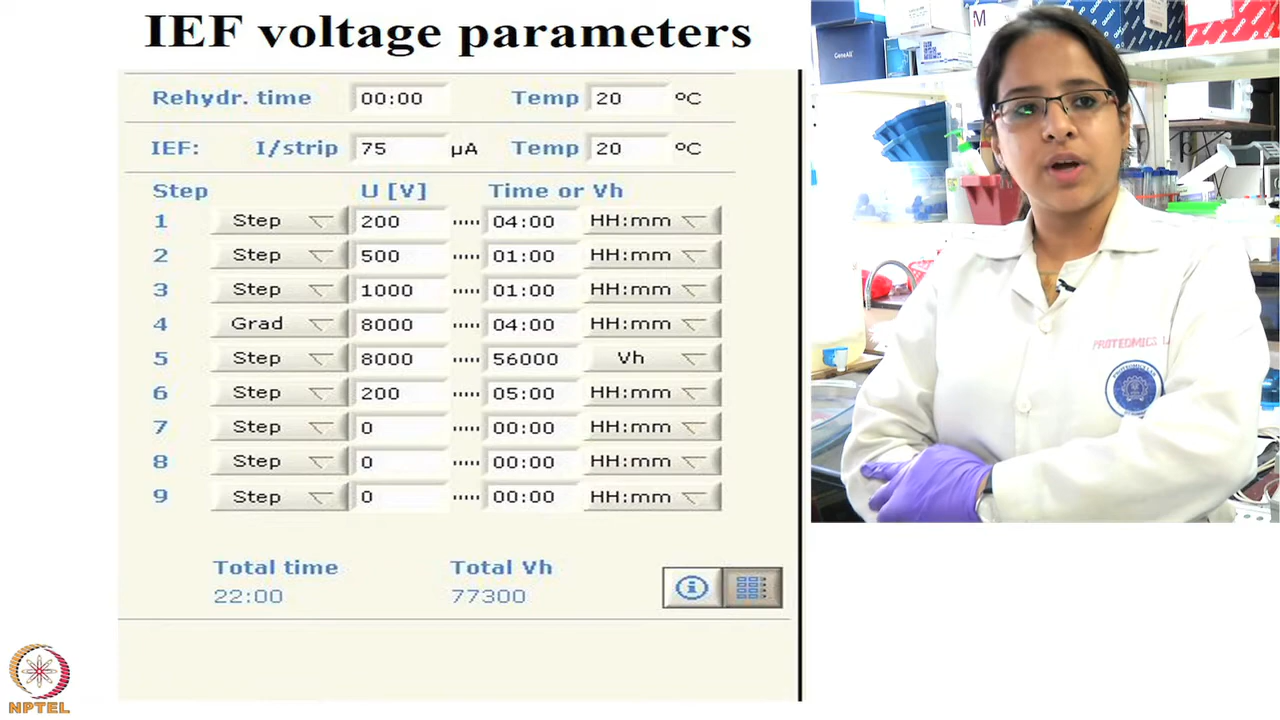 IEF voltage parameters
Rehydr. time 00:00 Temp 20 ºC
IEF: I/strip 75 µA Temp 20 ºC
Step U [V] Time or Vh
1 Step 200 ····· 04:00 HH:mm
2 Step 500 ····· 01:00 HH:mm
3 Step 1000 ····· 01:00 HH:mm
4 Grad 8000 ····· 04:00 HH:mm
5 Step 8000 ····· 56000 Vh
6 Step 200 ····· 05:00 HH:mm
7 Step 0 ····· 00:00 HH:mm
8 Step 0 ····· 00:00 HH:mm
9 Step 0 ····· 00:00 HH:mm
Total time Total Vh
22:00 77300
i
NPTEL
GeneAll
M
PROTEOMICS